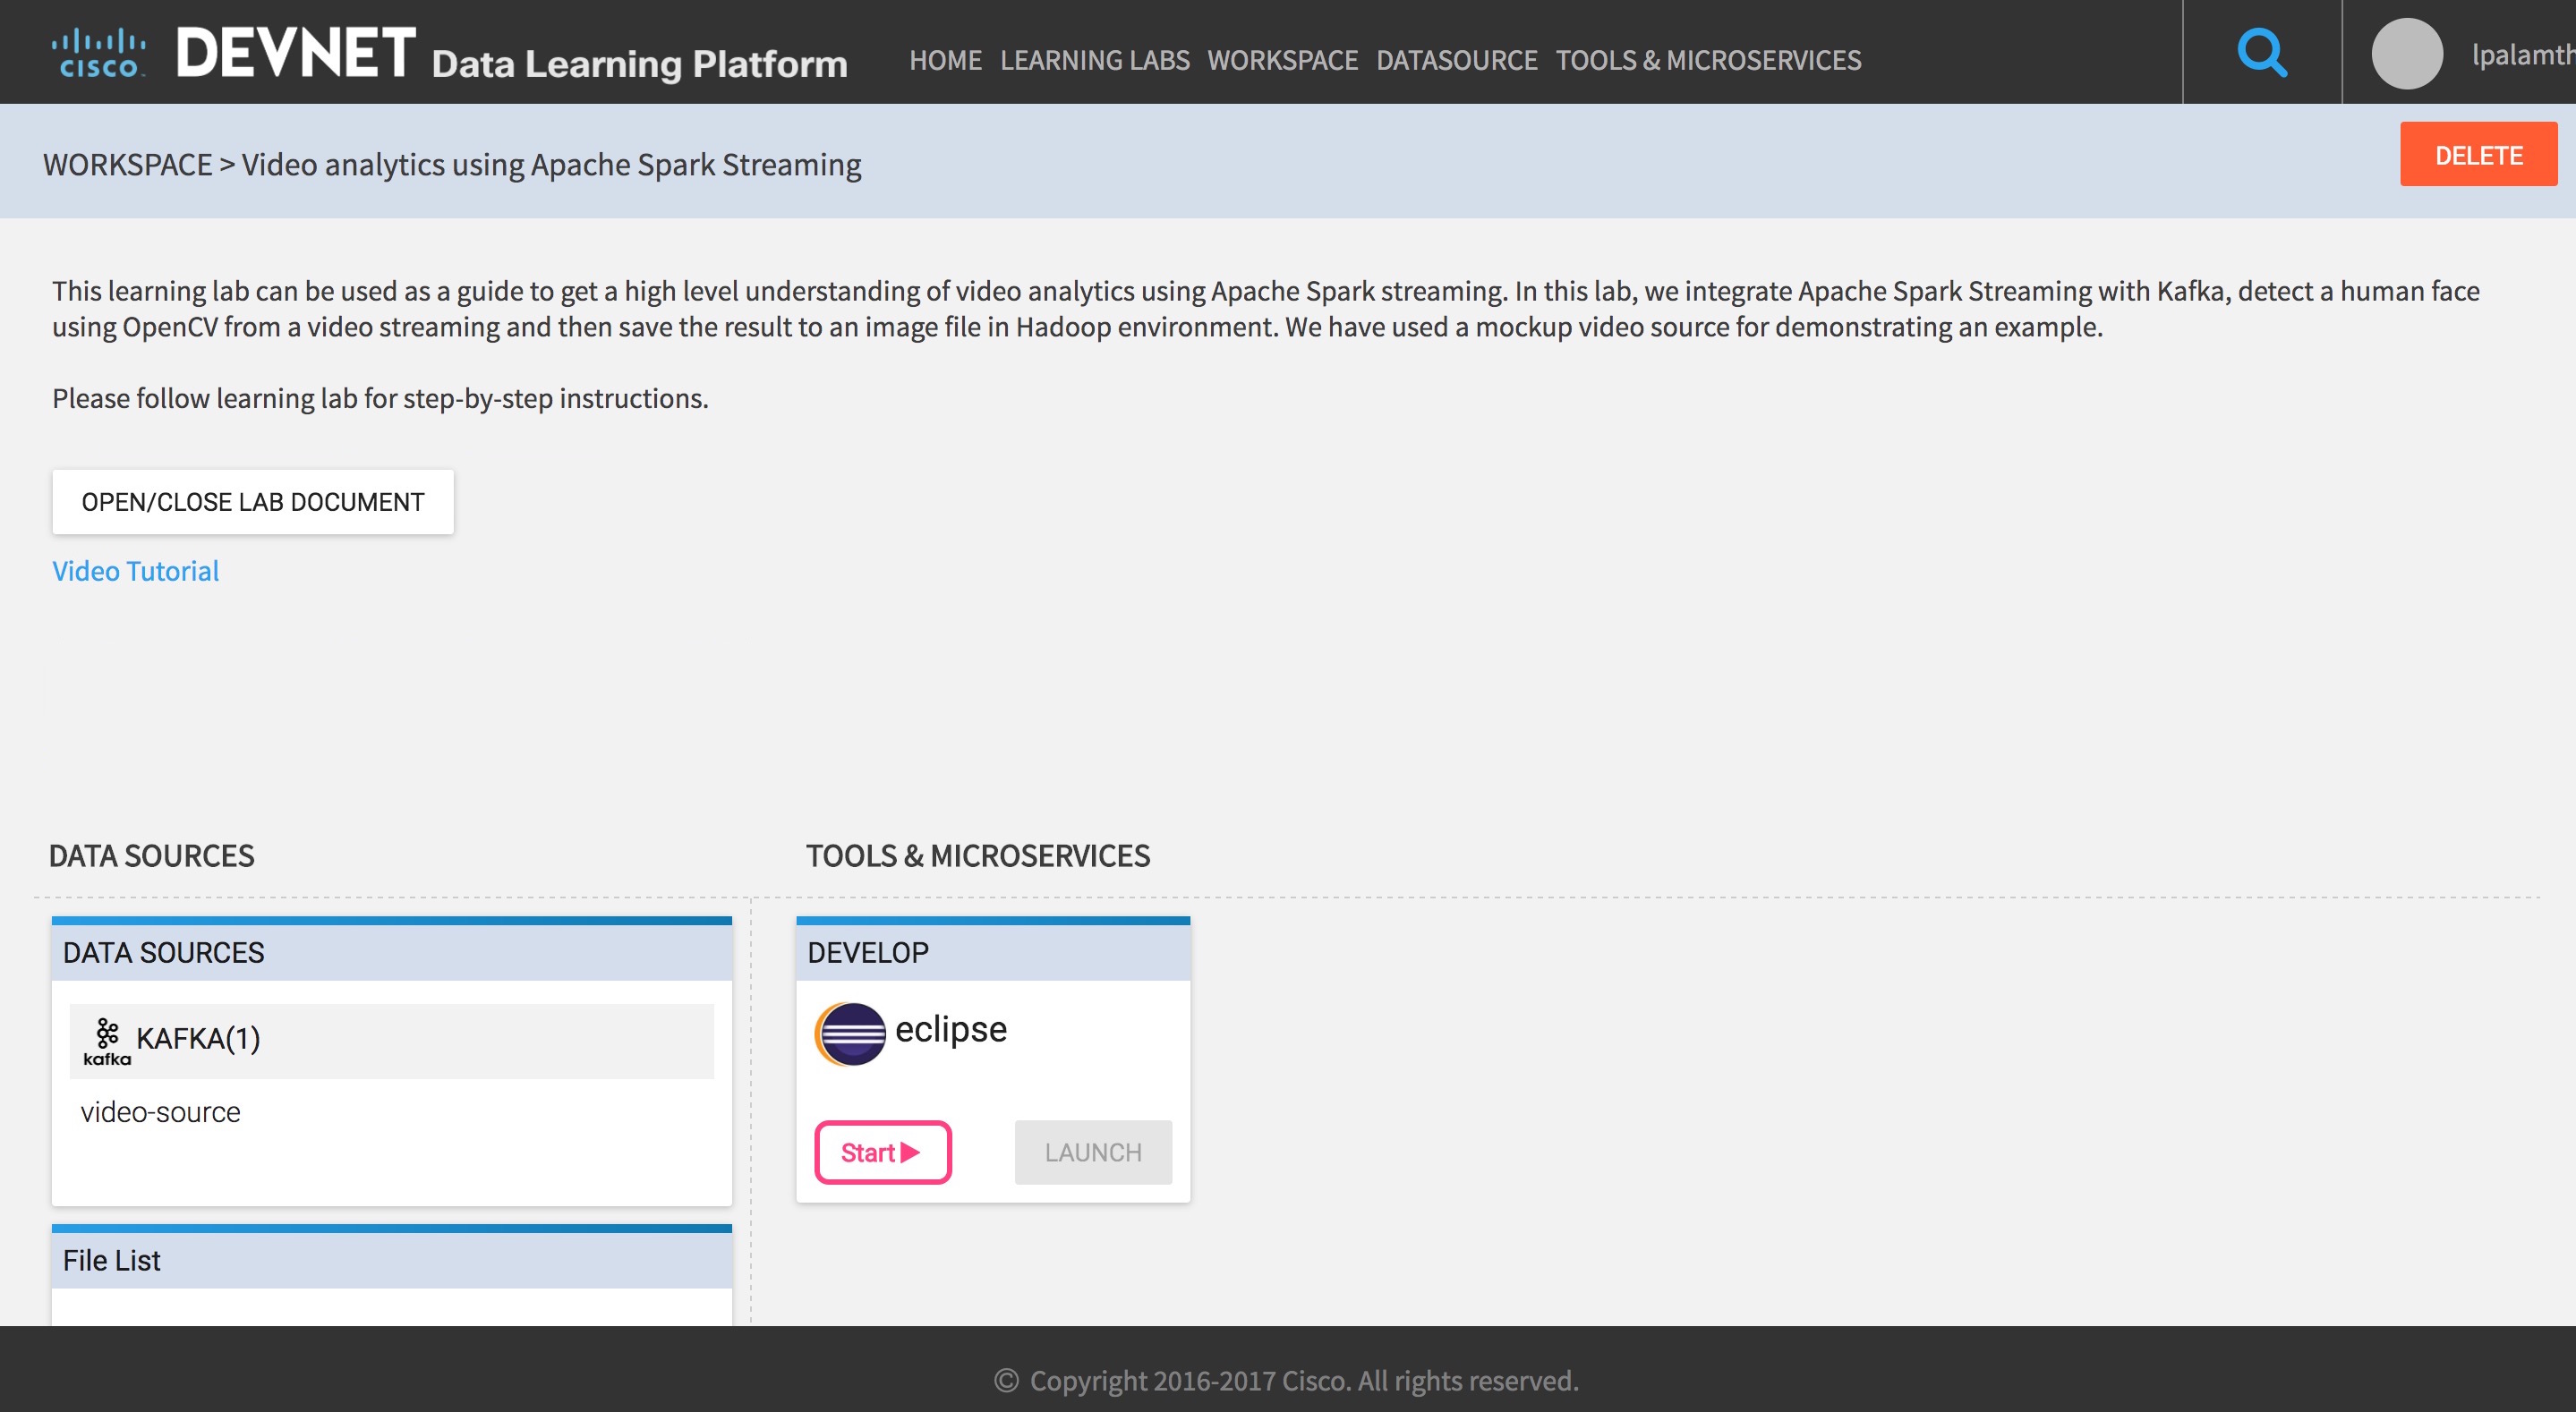 CISCO DEVNET Data Learning Platform HOME LEARNING LABS WORKSPACE DATASOURCE TOOLS & MICROSERVICES lpalamth
WORKSPACE > Video analytics using Apache Spark Streaming DELETE
This learning lab can be used as a guide to get a high level understanding of video analytics using Apache Spark streaming. In this lab, we integrate Apache Spark Streaming with Kafka, detect a human face
using OpenCV from a video streaming and then save the result to an image file in Hadoop environment. We have used a mockup video source for demonstrating an example.
Please follow learning lab for step-by-step instructions.
OPEN/CLOSE LAB DOCUMENT
Video Tutorial
DATA SOURCES TOOLS & MICROSERVICES
DATA SOURCES
kafka KAFKA(1)
video-source
File List
DEVELOP
eclipse
Start LAUNCH
© Copyright 2016-2017 Cisco. All rights reserved.